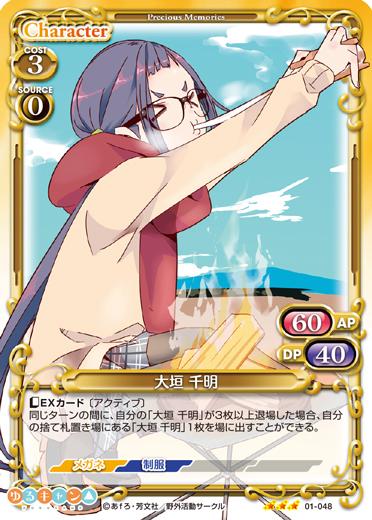 Precious Memories
Character
COST
3
SOURCE
0
60 AP
DP 40
大垣 千明
EXカード［アクティブ］
同じターンの間に、自分の「大垣 千明」が3枚以上退場した場合、自分
の捨て札置き場にある「大垣 千明」1枚を場に出すことができる。
メガネ
制服
ゆるキャン△
©あfろ・芳文社／野外活動サークル
01-048